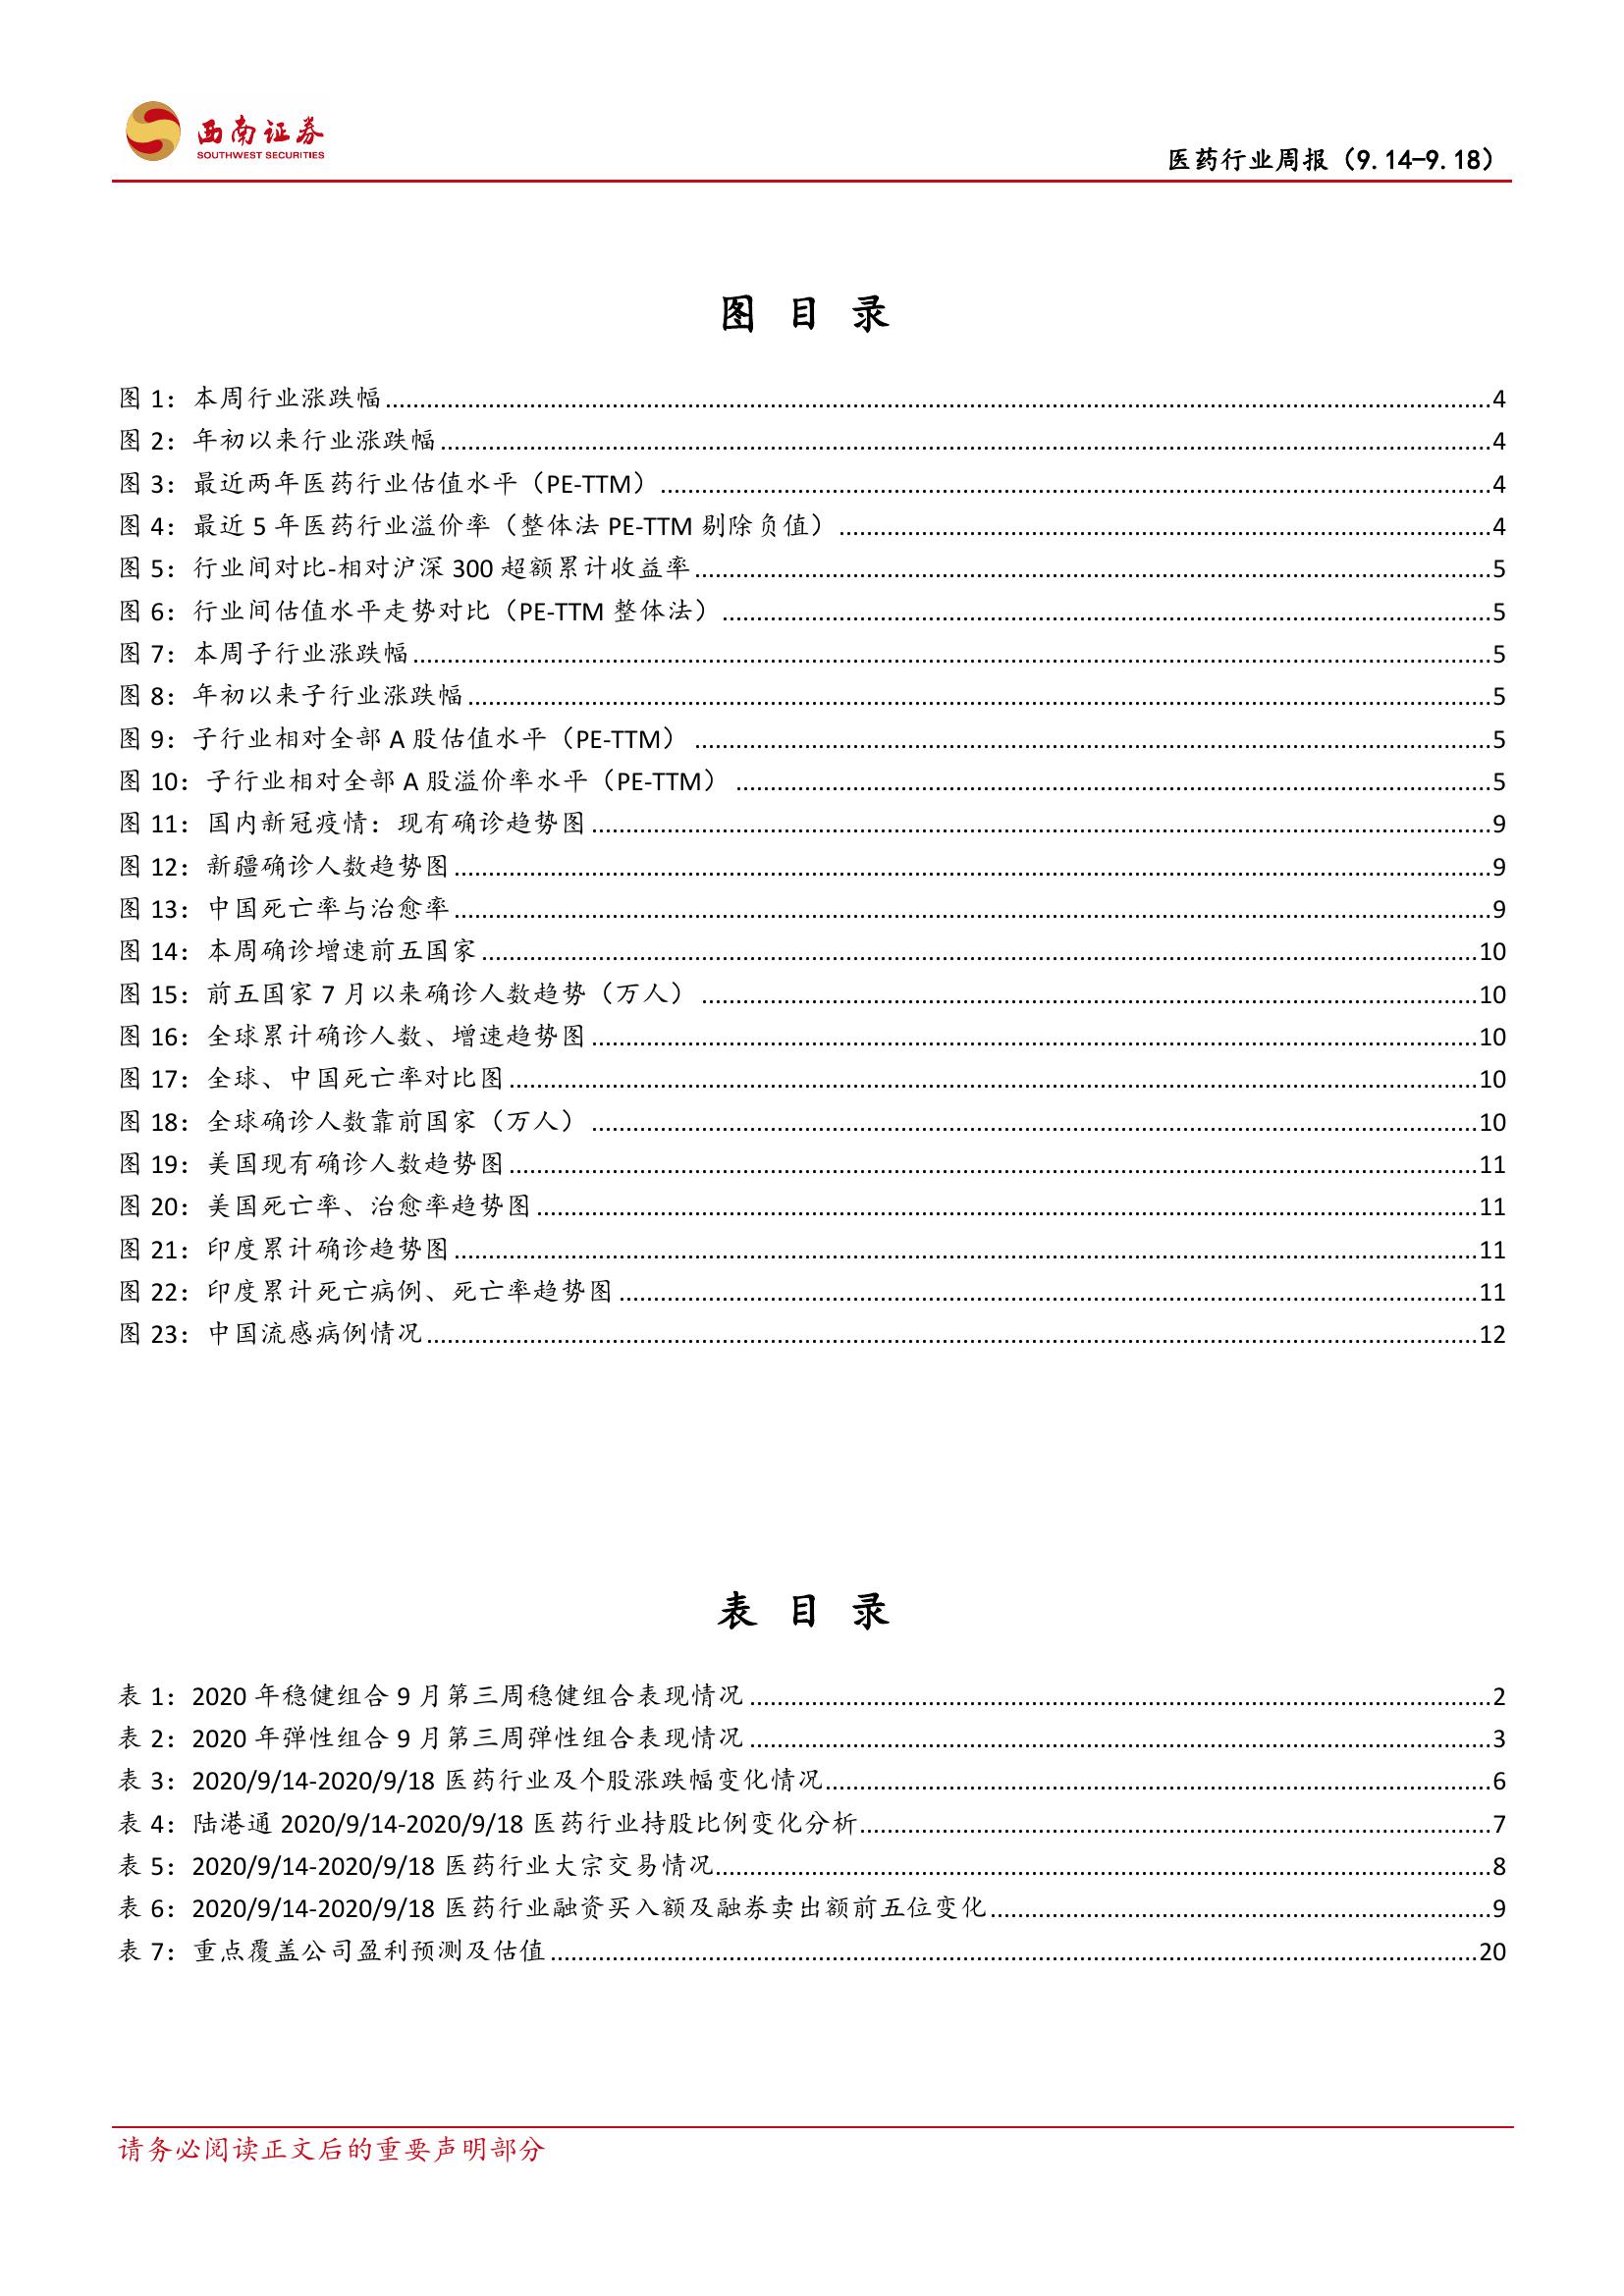 西南证券
SOUTHWEST SECURITIES
医药行业周报（9.14-9.18）
图 目 录
图 1：本周行业涨跌幅....................4
图 2：年初以来行业涨跌幅....................4
图 3：最近两年医药行业估值水平（PE-TTM）....................4
图 4：最近 5 年医药行业溢价率（整体法 PE-TTM 剔除负值）....................4
图 5：行业间对比-相对沪深 300 超额累计收益率....................5
图 6：行业间估值水平走势对比（PE-TTM 整体法）....................5
图 7：本周子行业涨跌幅....................5
图 8：年初以来子行业涨跌幅....................5
图 9：子行业相对全部 A 股估值水平（PE-TTM）....................5
图 10：子行业相对全部 A 股溢价率水平（PE-TTM）....................5
图 11：国内新冠疫情：现有确诊趋势图....................9
图 12：新疆确诊人数趋势图....................9
图 13：中国死亡率与治愈率....................9
图 14：本周确诊增速前五国家....................10
图 15：前五国家 7 月以来确诊人数趋势（万人）....................10
图 16：全球累计确诊人数、增速趋势图....................10
图 17：全球、中国死亡率对比图....................10
图 18：全球确诊人数靠前国家（万人）....................10
图 19：美国现有确诊人数趋势图....................11
图 20：美国死亡率、治愈率趋势图....................11
图 21：印度累计确诊趋势图....................11
图 22：印度累计死亡病例、死亡率趋势图....................11
图 23：中国流感病例情况....................12
表 目 录
表 1：2020 年稳健组合 9 月第三周稳健组合表现情况....................2
表 2：2020 年弹性组合 9 月第三周弹性组合表现情况....................3
表 3：2020/9/14-2020/9/18 医药行业及个股涨跌幅变化情况....................6
表 4：陆港通 2020/9/14-2020/9/18 医药行业持股比例变化分析....................7
表 5：2020/9/14-2020/9/18 医药行业大宗交易情况....................8
表 6：2020/9/14-2020/9/18 医药行业融资买入额及融券卖出额前五位变化....................9
表 7：重点覆盖公司盈利预测及估值....................20
请务必阅读正文后的重要声明部分